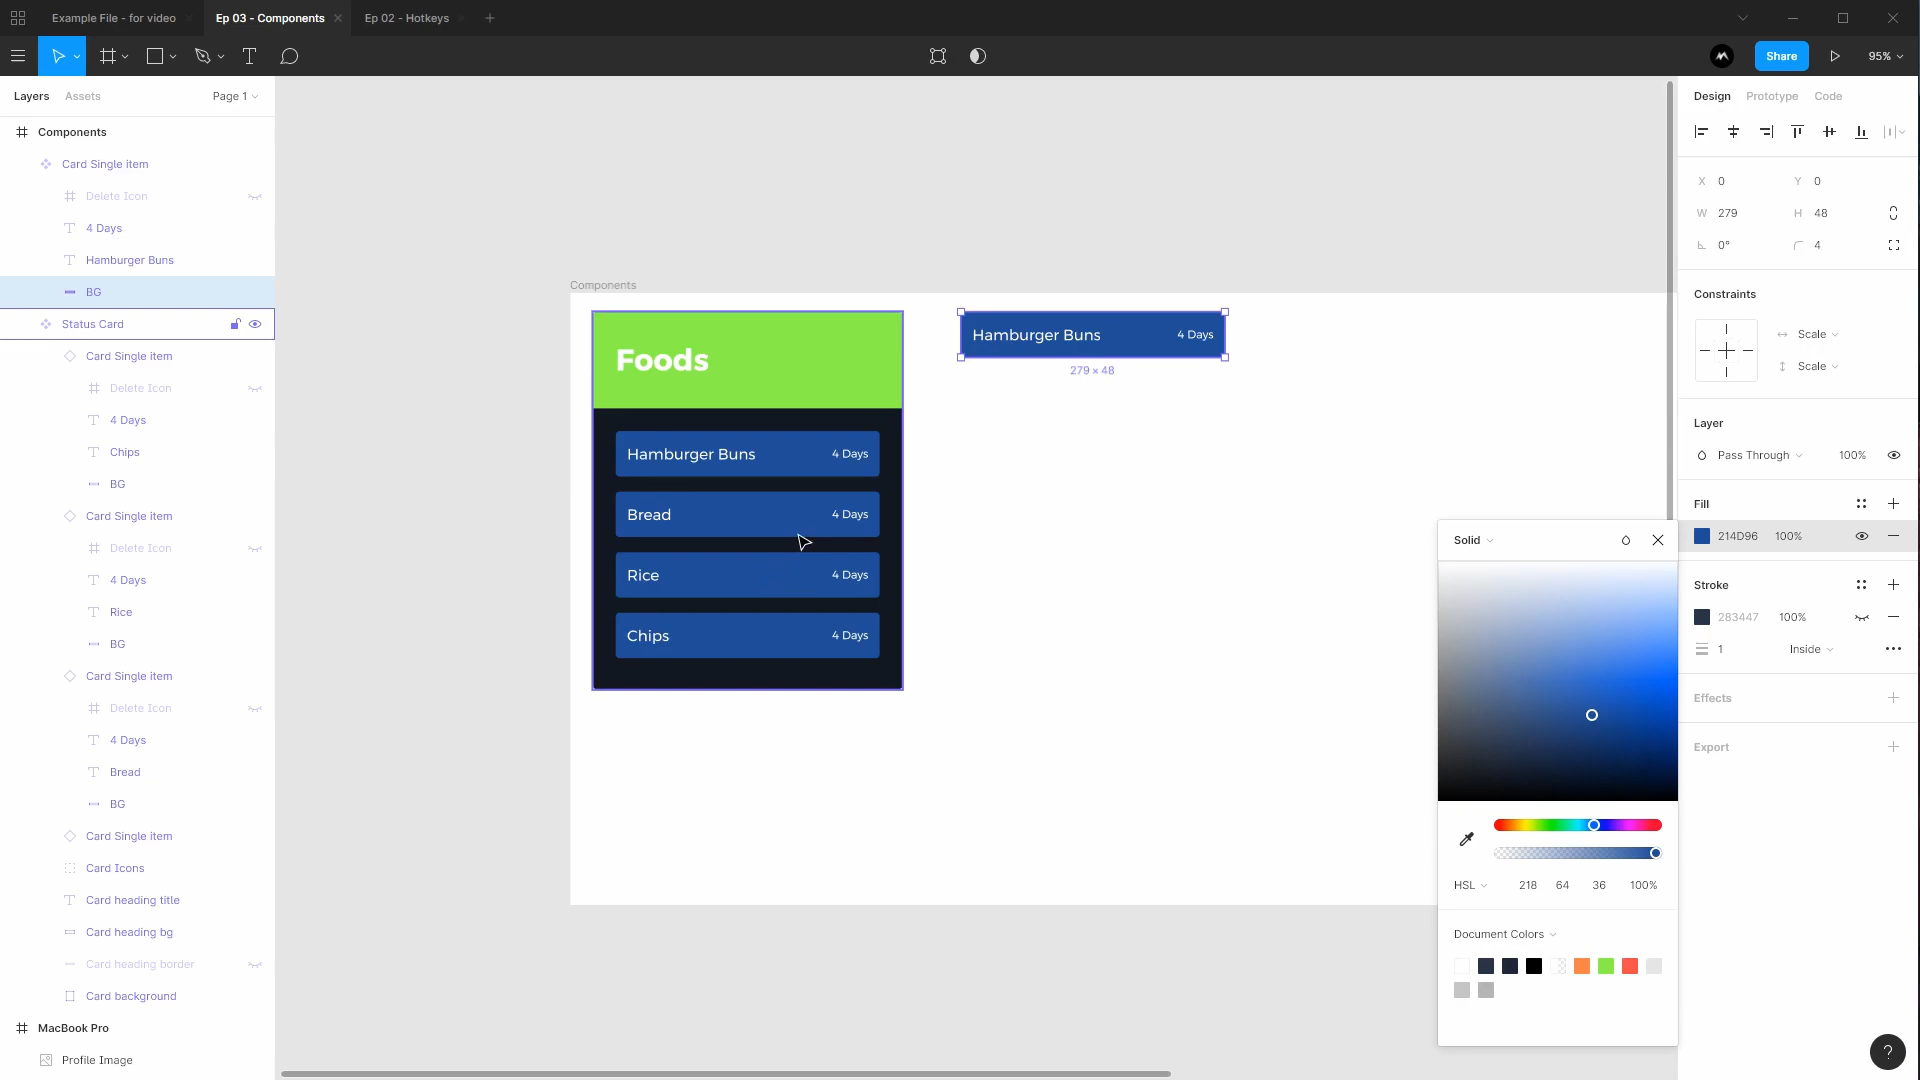 Example File - for video
Ep 03 - Components
Ep 02 - Hotkeys
Share
95%
Layers
Assets
Page 1
Components
Card Single item
Delete Icon
4 Days
Hamburger Buns
BG
Status Card
Card Single item
Delete Icon
4 Days
Chips
BG
Card Single item
Delete Icon
4 Days
Rice
BG
Card Single item
Delete Icon
4 Days
Bread
BG
Card Single item
Card Icons
Card heading title
Card heading bg
Card heading border
Card background
MacBook Pro
Profile Image
Components
Foods
Hamburger Buns 4 Days
Bread 4 Days
Rice 4 Days
Chips 4 Days
Hamburger Buns 4 Days
279 × 48
Solid
HSL 218 64 36 100%
Document Colors
Design
Prototype
Code
X 0 Y 0
W 279 H 48
0° 4
Constraints
Scale
Scale
Layer
Pass Through 100%
Fill
214D96 100%
Stroke
283447 100%
1 Inside
Effects
Export
?